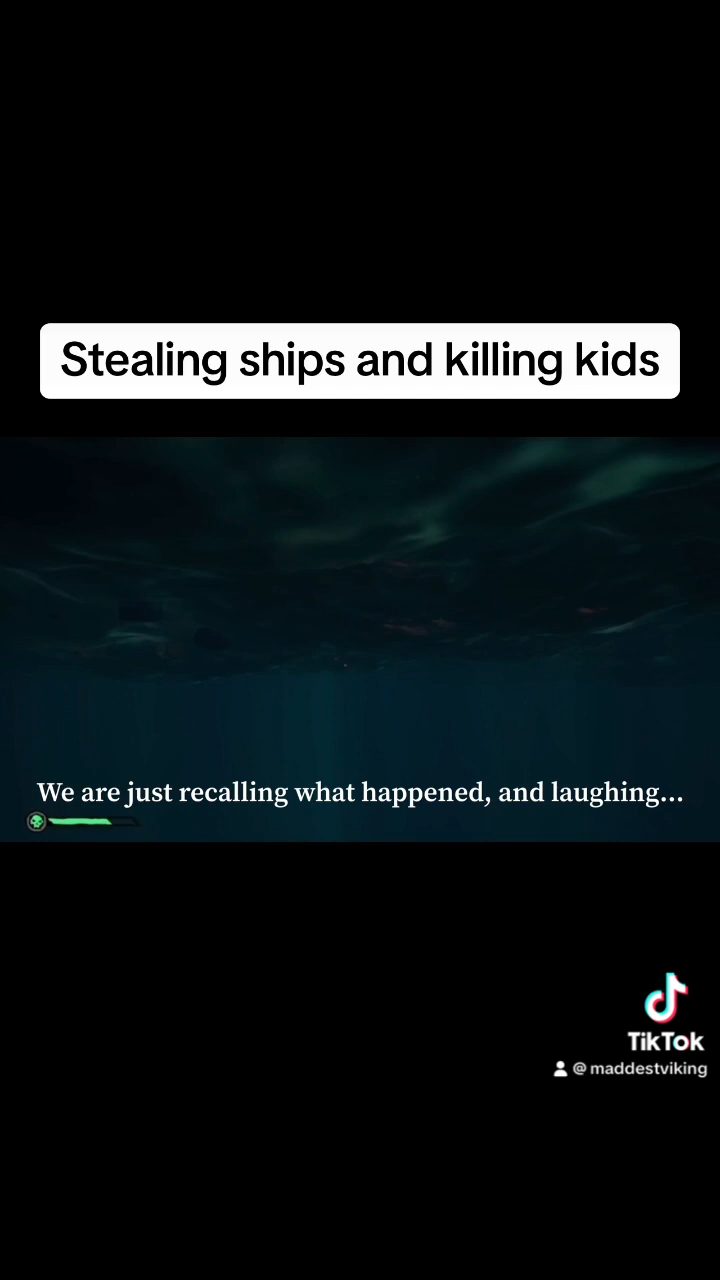 Stealing ships and killing kids
We are just recalling what happened, and laughing...
TikTok
@maddestviking